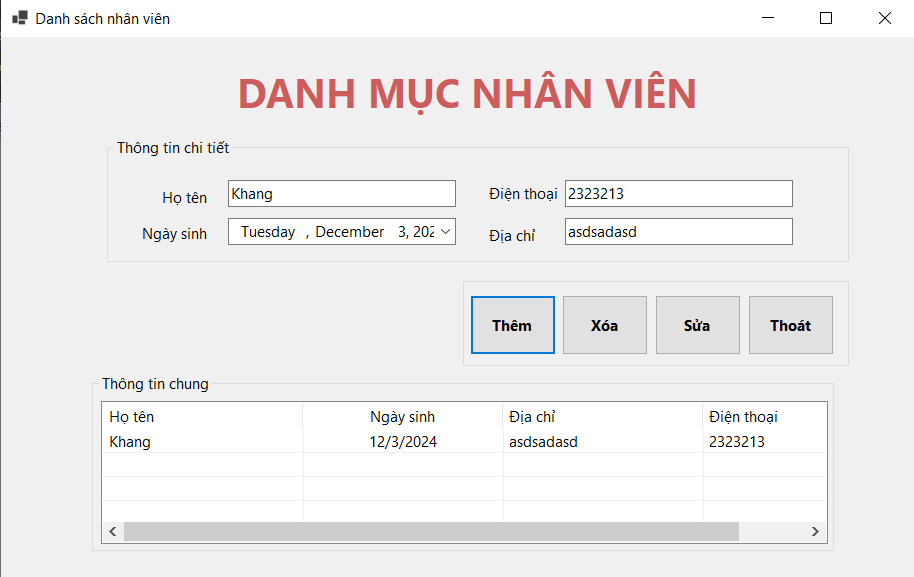 Danh sách nhân viên
DANH MỤC NHÂN VIÊN
Thông tin chi tiết
Họ tên Khang Điện thoại 2323213
Ngày sinh Tuesday , December 3, 202 Địa chỉ asdsadasd
Thêm Xóa Sửa Thoát
Thông tin chung
Họ tên Ngày sinh Địa chỉ Điện thoại
Khang 12/3/2024 asdsadasd 2323213